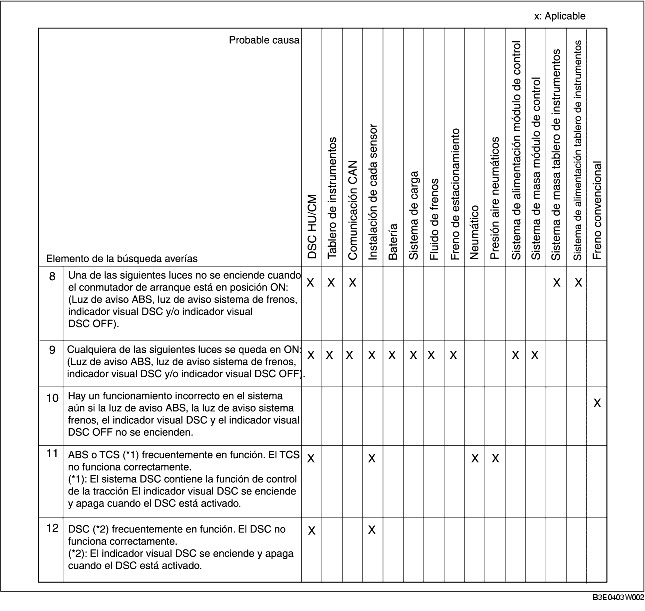 x: Aplicable
Probable causa
DSC HU/CM
Tablero de instrumentos
Comunicación CAN
Instalación de cada sensor
Batería
Sistema de carga
Fluido de frenos
Freno de estacionamiento
Neumático
Presión aire neumáticos
Sistema de alimentación módulo de control
Sistema de masa módulo de control
Sistema de masa tablero de instrumentos
Sistema de alimentación tablero de instrumentos
Freno convencional
Elemento de la búsqueda averías
8 Una de las siguientes luces no se enciende cuando
el conmutador de arranque está en posición ON:
(Luz de aviso ABS, luz de aviso sistema de frenos,
indicador visual DSC y/o indicador visual
DSC OFF).
X X X X X
9 Cualquiera de las siguientes luces se queda en ON:
(Luz de aviso ABS, luz de aviso sistema de frenos,
indicador visual DSC y/o indicador visual DSC OFF).
X X X X X X X X X X
10 Hay un funcionamiento incorrecto en el sistema
aún si la luz de aviso ABS, la luz de aviso sistema
frenos, el indicador visual DSC y el indicador visual
DSC OFF no se encienden.
X
11 ABS o TCS (*1) frecuentemente en función. El TCS
no funciona correctamente.
(*1): El sistema DSC contiene la función de control
de la tracción El indicador visual DSC se enciende
y apaga cuando el DSC está activado.
X X X X
12 DSC (*2) frecuentemente en función. El DSC no
funciona correctamente.
(*2): El indicador visual DSC se enciende y apaga
cuando el DSC está activado.
X X
B3E0403W002